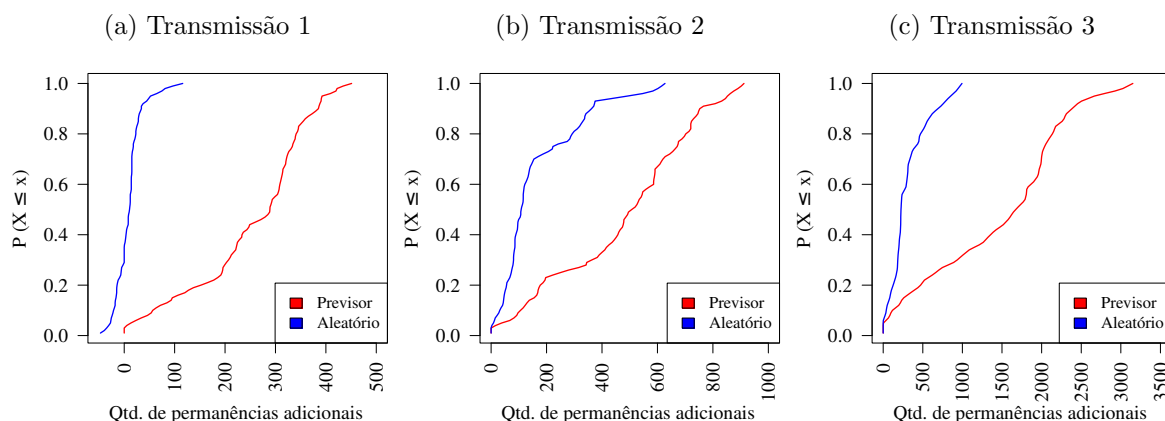 (a) Transmissão 1
P (X ≤ x)
1.0
0.8
0.6
0.4
0.2
0.0
Previsor
Aleatório
0
100
200
300
400
500
Qtd. de permanências adicionais
(b) Transmissão 2
P (X ≤ x)
1.0
0.8
0.6
0.4
0.2
0.0
Previsor
Aleatório
0
200
400
600
800
1000
Qtd. de permanências adicionais
(c) Transmissão 3
P (X ≤ x)
1.0
0.8
0.6
0.4
0.2
0.0
Previsor
Aleatório
0
500
1000
1500
2000
2500
3000
3500
Qtd. de permanências adicionais